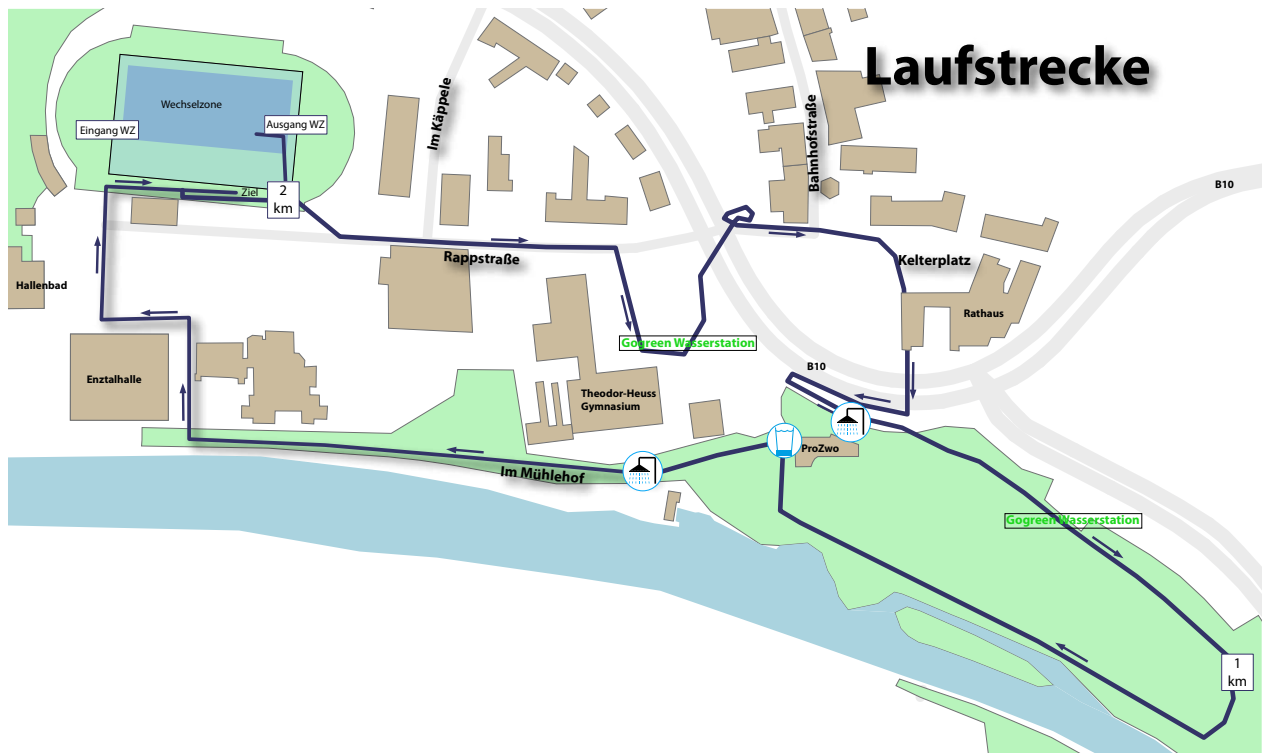 Laufstrecke
Wechselzone
Eingang WZ
Ausgang WZ
Ziel
2
km
Im Käppele
Bahnhofstraße
B10
Rappstraße
Kelterplatz
Hallenbad
Rathaus
Gogreen Wasserstation
B10
Enztalhalle
Theodor-Heuss
Gymnasium
ProZwo
Im Mühlehof
Gogreen Wasserstation
1
km